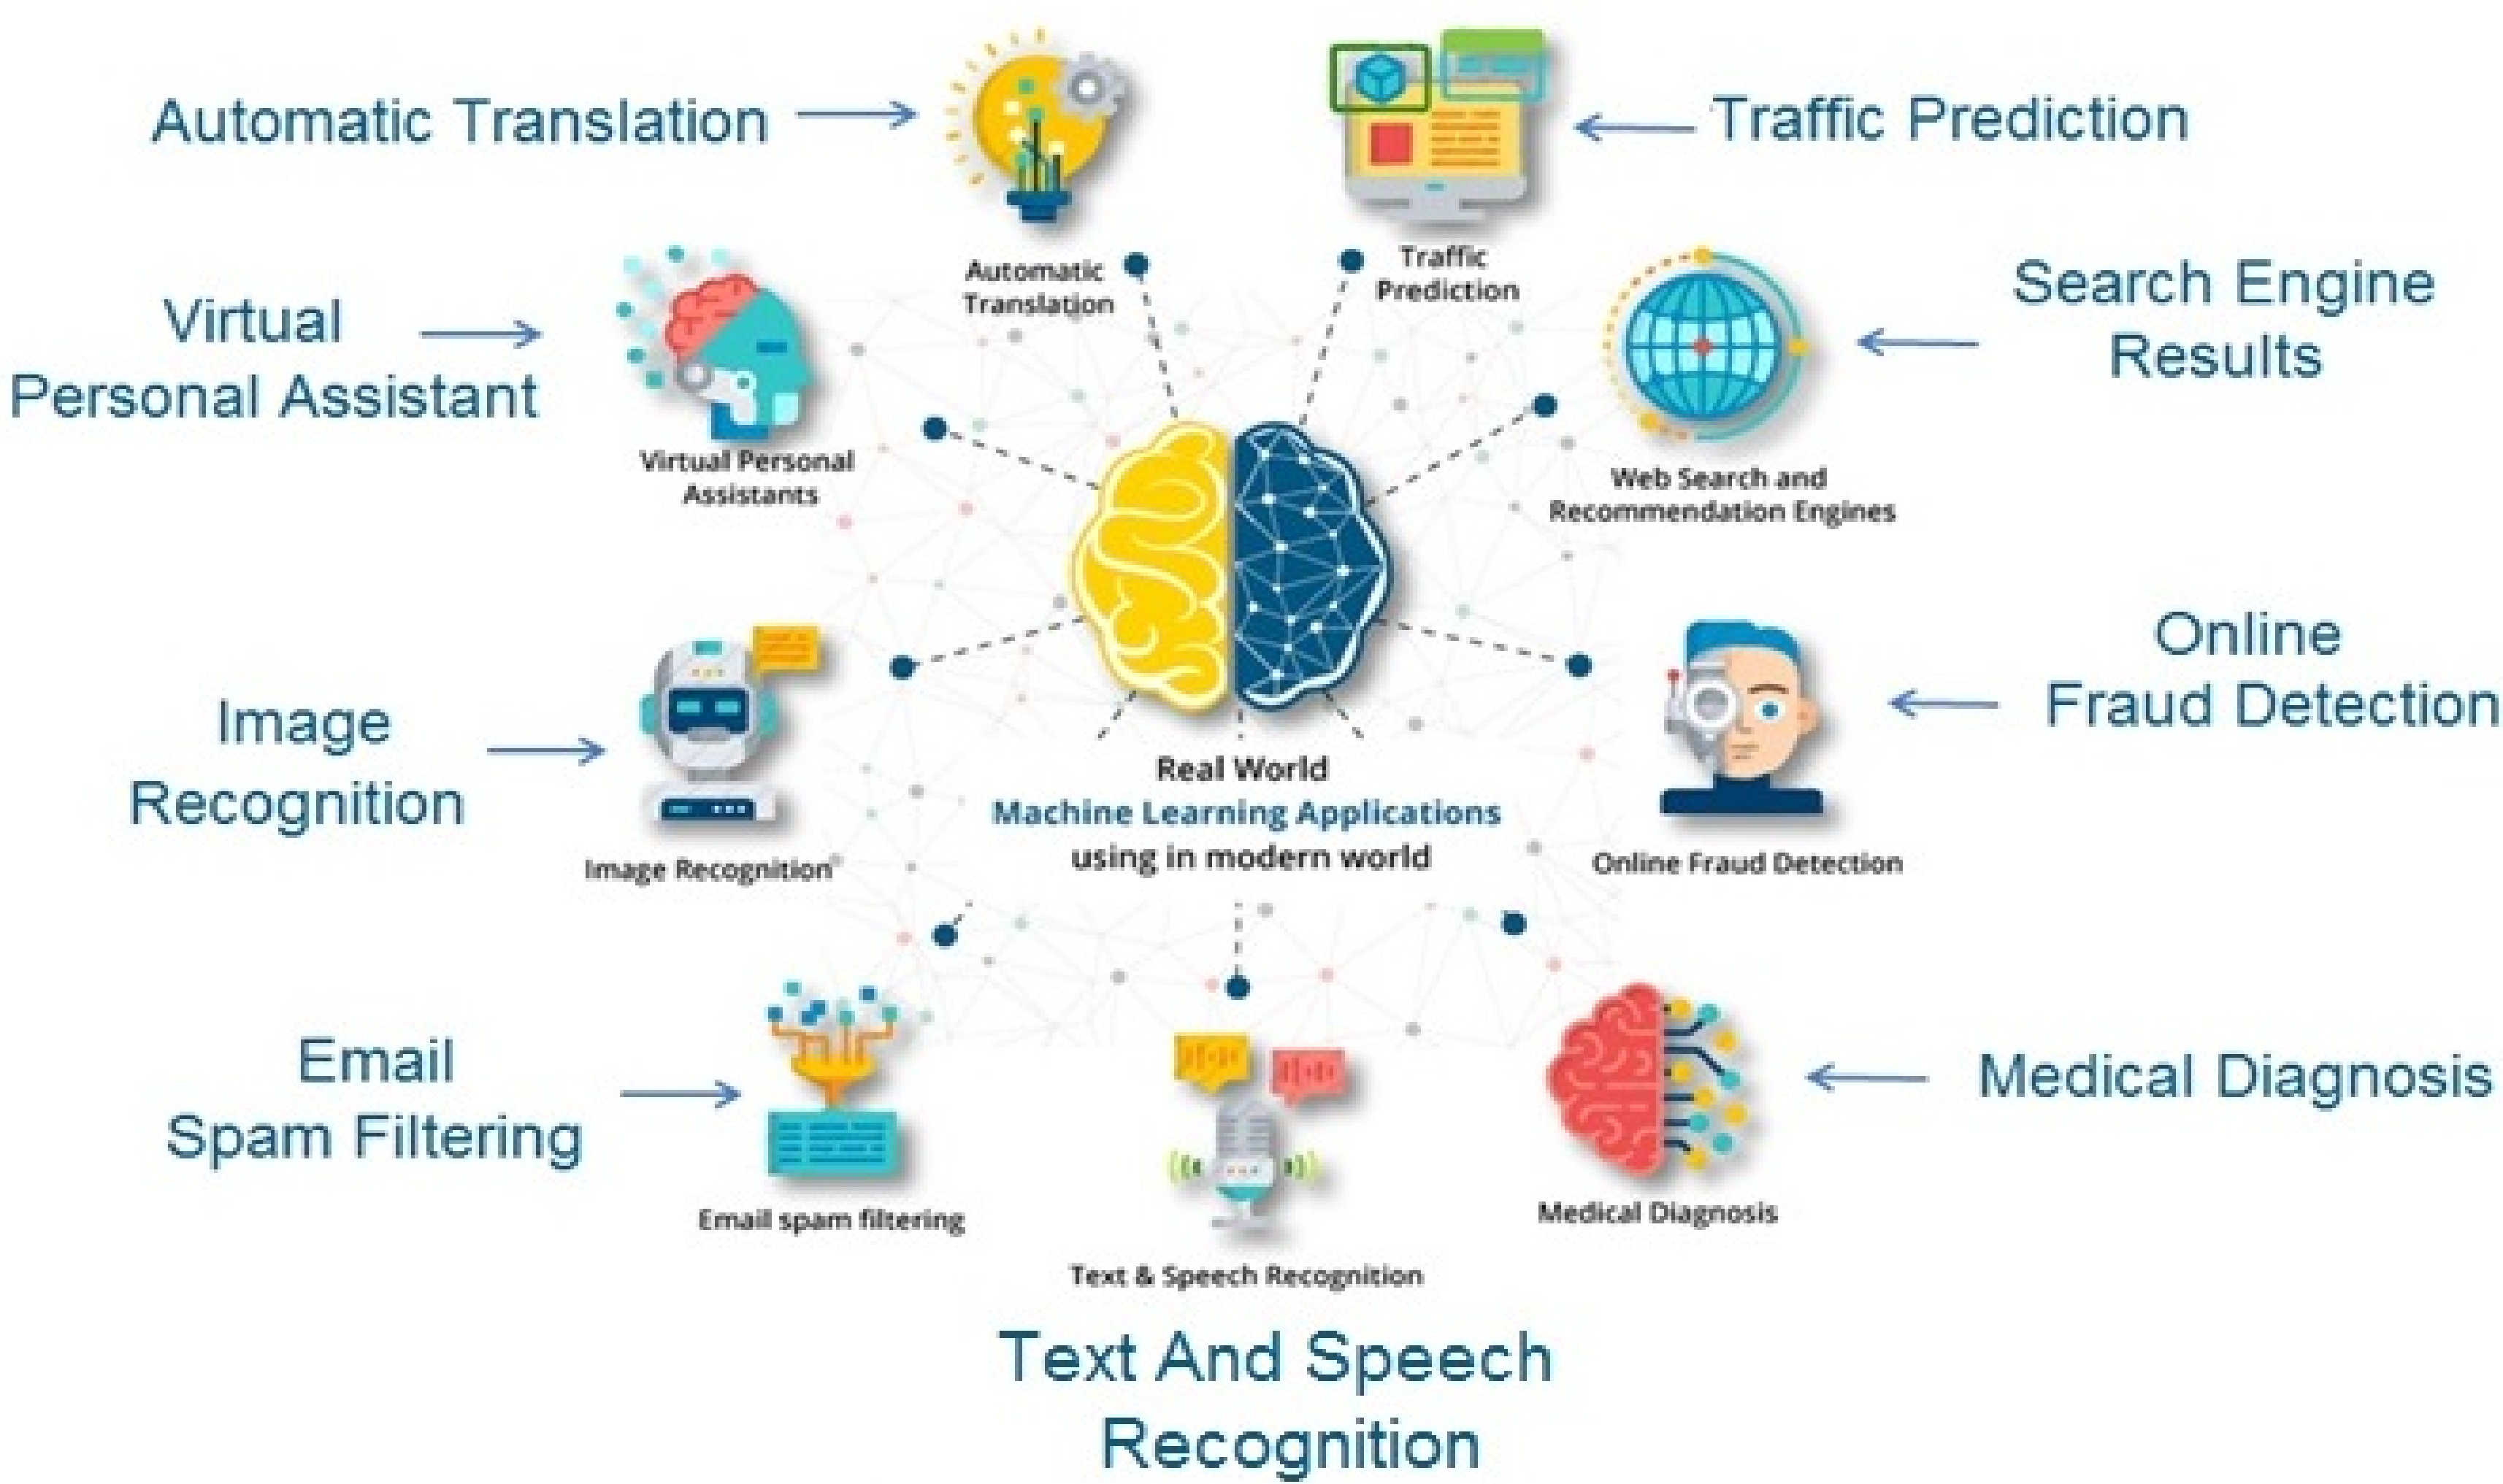 Automatic Translation
Traffic Prediction
Automatic
Translation
Traffic
Prediction
Virtual
Personal Assistant
Virtual Personal
Assistants
Search Engine
Results
Web Search and
Recommendation Engines
Image
Recognition
Image Recognition
Real World
Machine Learning Applications
using in modern world
Online
Fraud Detection
Online Fraud Detection
Email
Spam Filtering
Email spam filtering
Medical Diagnosis
Medical Diagnosis
Text & Speech Recognition
Text And Speech
Recognition